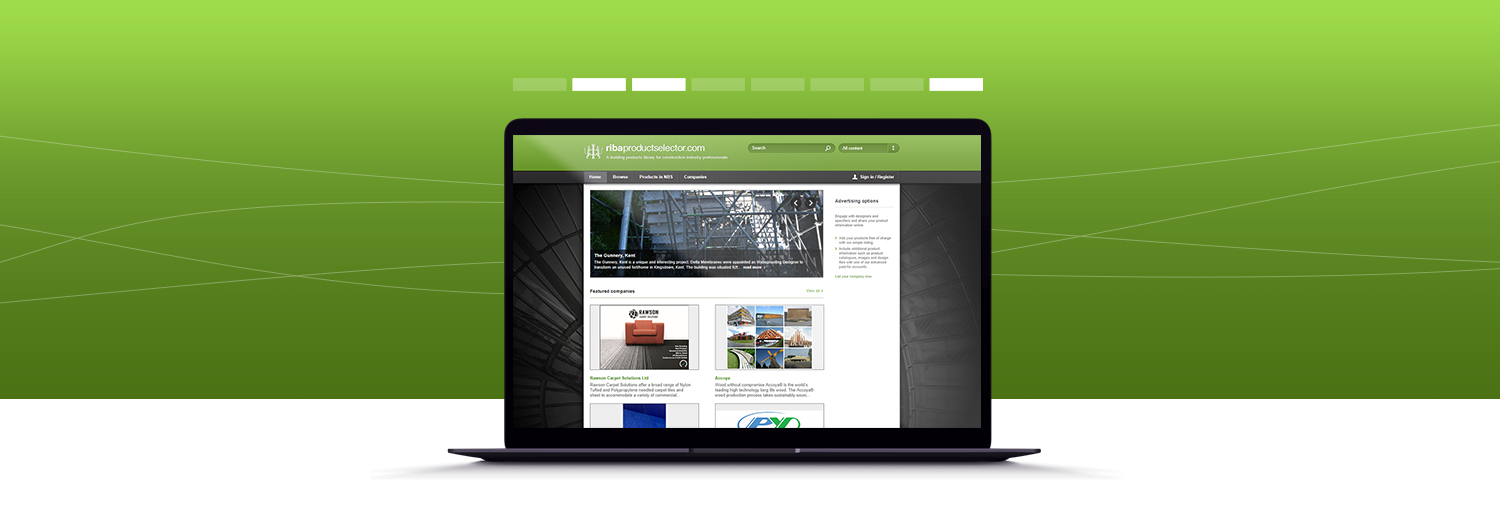 ribaproductselector.com
A building products library for construction industry professionals
Search
All content
Home
Browse
Products in NBS
Companies
Sign in / Register
The Gunnery, Kent
The Gunnery, Kent is a unique and interesting project. Delta Membranes were appointed as Waterproofing Designer to
transform an unused fort/home in Kingsdown, Kent. The building was situated 92f... read more
Advertising options
Engage with designers and
specifiers and share your product
information online.
Add your products free of charge
with our simple listing.
Include additional product
information such as product
catalogues, images and design
files with one of our enhanced
paid-for accounts.
List your company now
Featured companies
View all
RAWSON
CARPET SOLUTIONS
Rawson Carpet Solutions Ltd
Rawson Carpet Solutions offer a broad range of Nylon
Tufted and Polypropylene needled carpet tiles and
sheet to accommodate a variety of commercial...
Accoya
Wood without compromise Accoya® is the world's
leading high technology long life wood. The Accoya®
wood production process takes sustainably sourc...